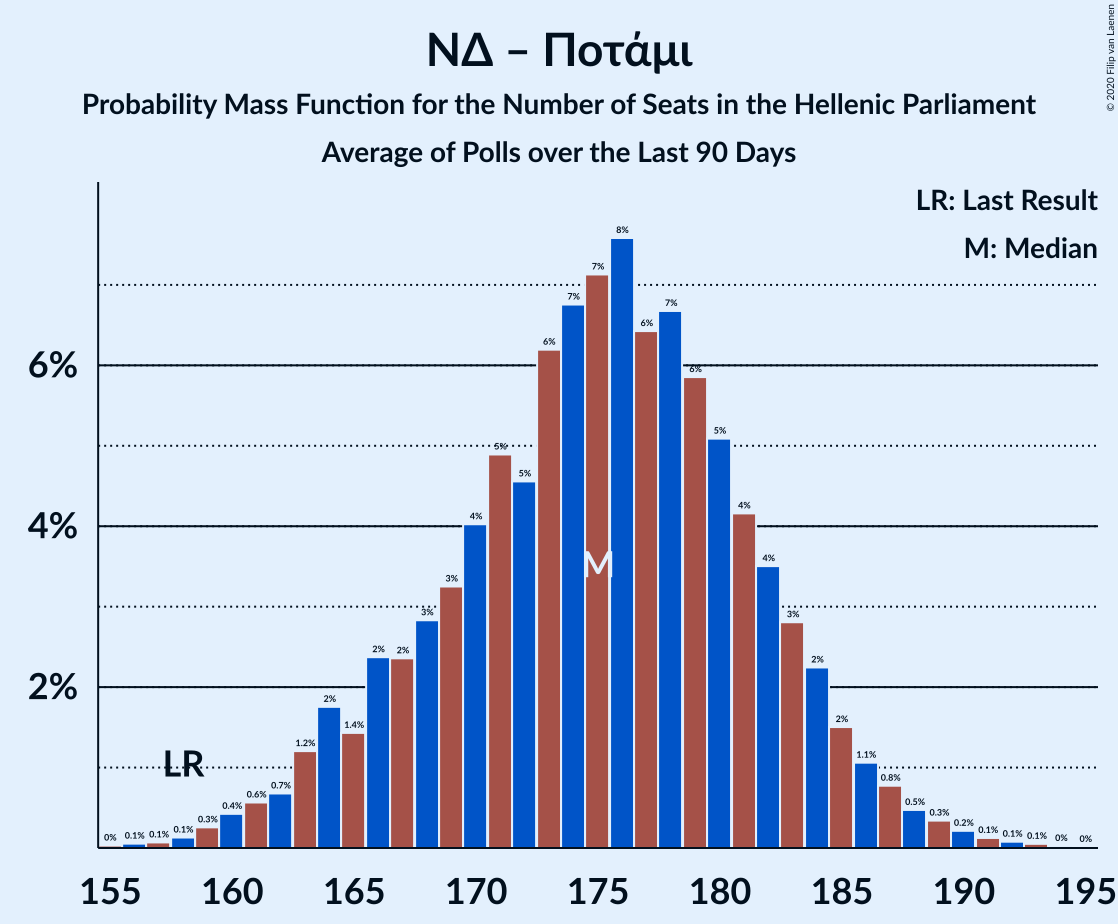 ΝΔ – Ποτάμι
Probability Mass Function for the Number of Seats in the Hellenic Parliament
Average of Polls over the Last 90 Days
© 2020 Filip van Laenen
LR: Last Result
M: Median
6%
4%
2%
0% 0.1% 0.1% 0.1% 0.3% 0.4% 0.6% 0.7% 1.2% 2% 1.4% 2% 2% 3% 3% 4% 5% 5% 6% 7% 7% 8% 6% 7% 6% 5% 4% 4% 3% 2% 2% 1.1% 0.8% 0.5% 0.3% 0.2% 0.1% 0.1% 0.1% 0% 0%
LR
M
155 160 165 170 175 180 185 190 195